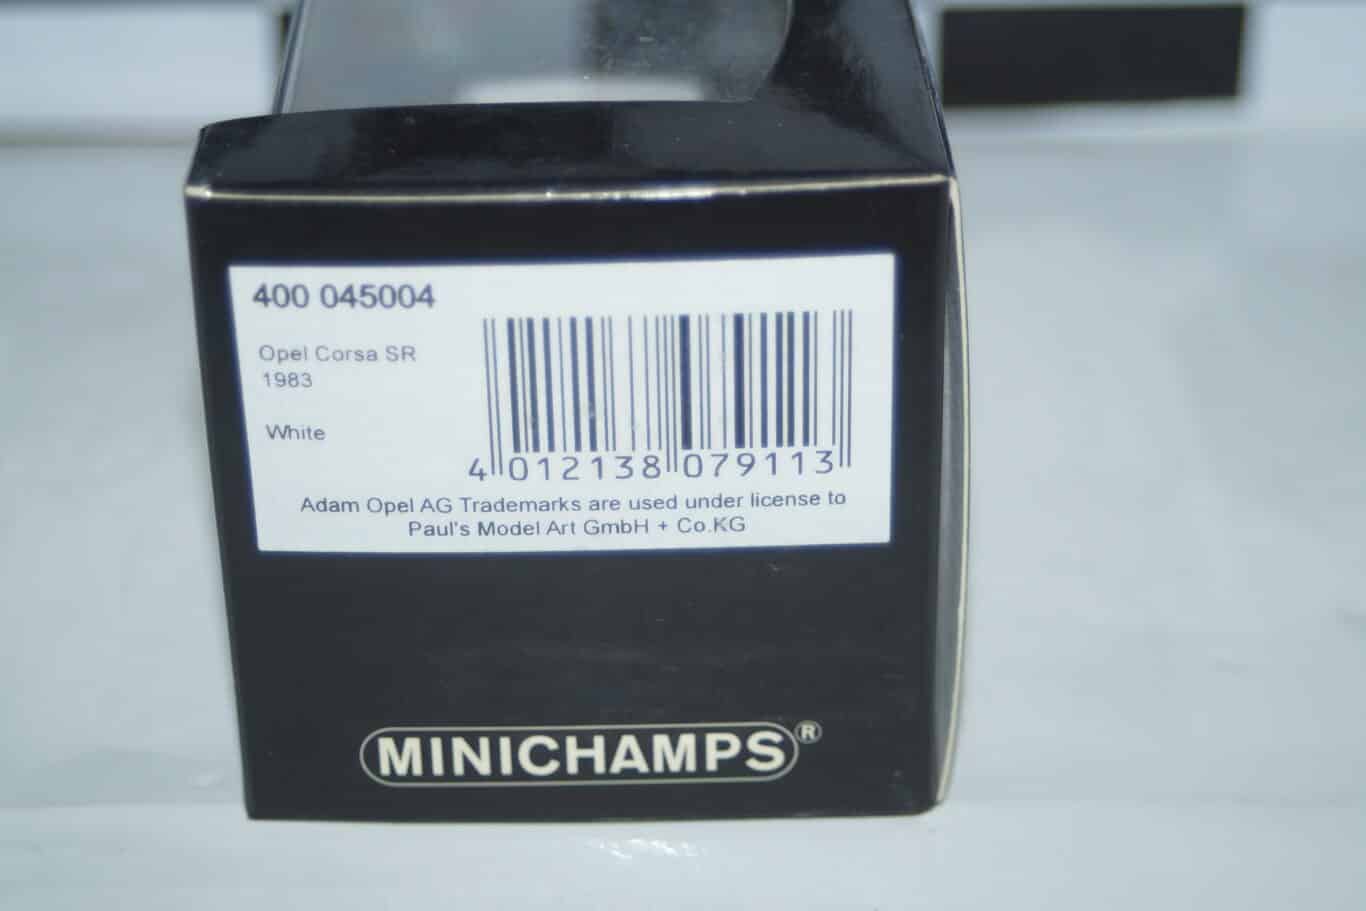 400 045004
Opel Corsa SR
1983
White
4 012138 079113
Adam Opel AG Trademarks are used under license to
Paul's Model Art GmbH + Co.KG
MINICHAMPS®